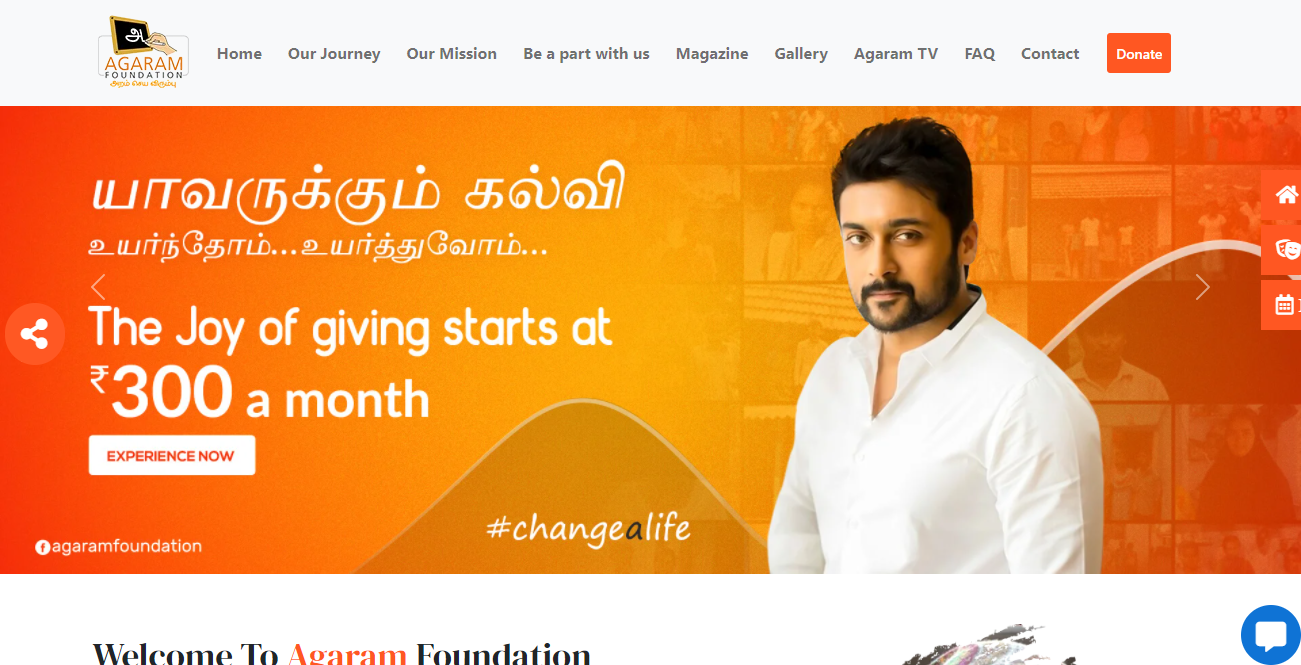 அ
AGARAM
FOUNDATION
அறம் செய விரும்பு
Home Our Journey Our Mission Be a part with us Magazine Gallery Agaram TV FAQ Contact Donate
யாவருக்கும் கல்வி
உயர்ந்தோம்...உயர்த்துவோம்...
The Joy of giving starts at
₹300 a month
EXPERIENCE NOW
#changealife
agaramfoundation
Welcome To Agaram Foundation